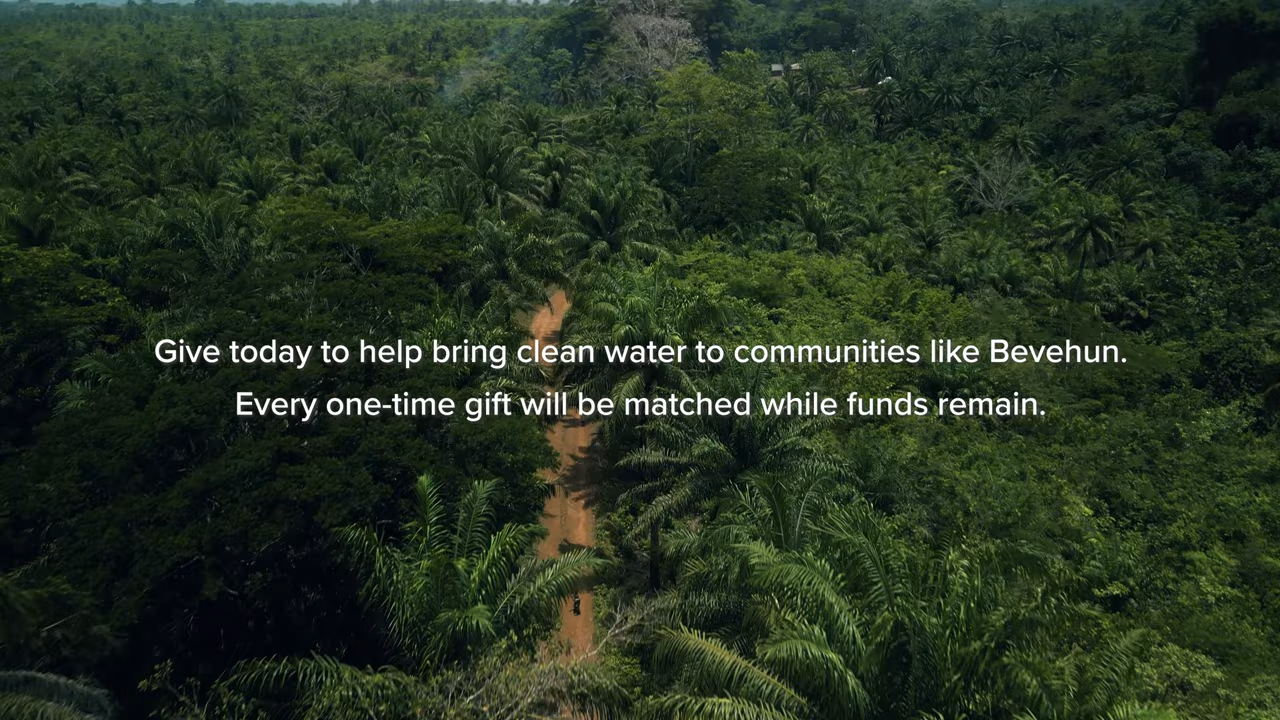 Give today to help bring clean water to communities like Bevehun.
Every one-time gift will be matched while funds remain.